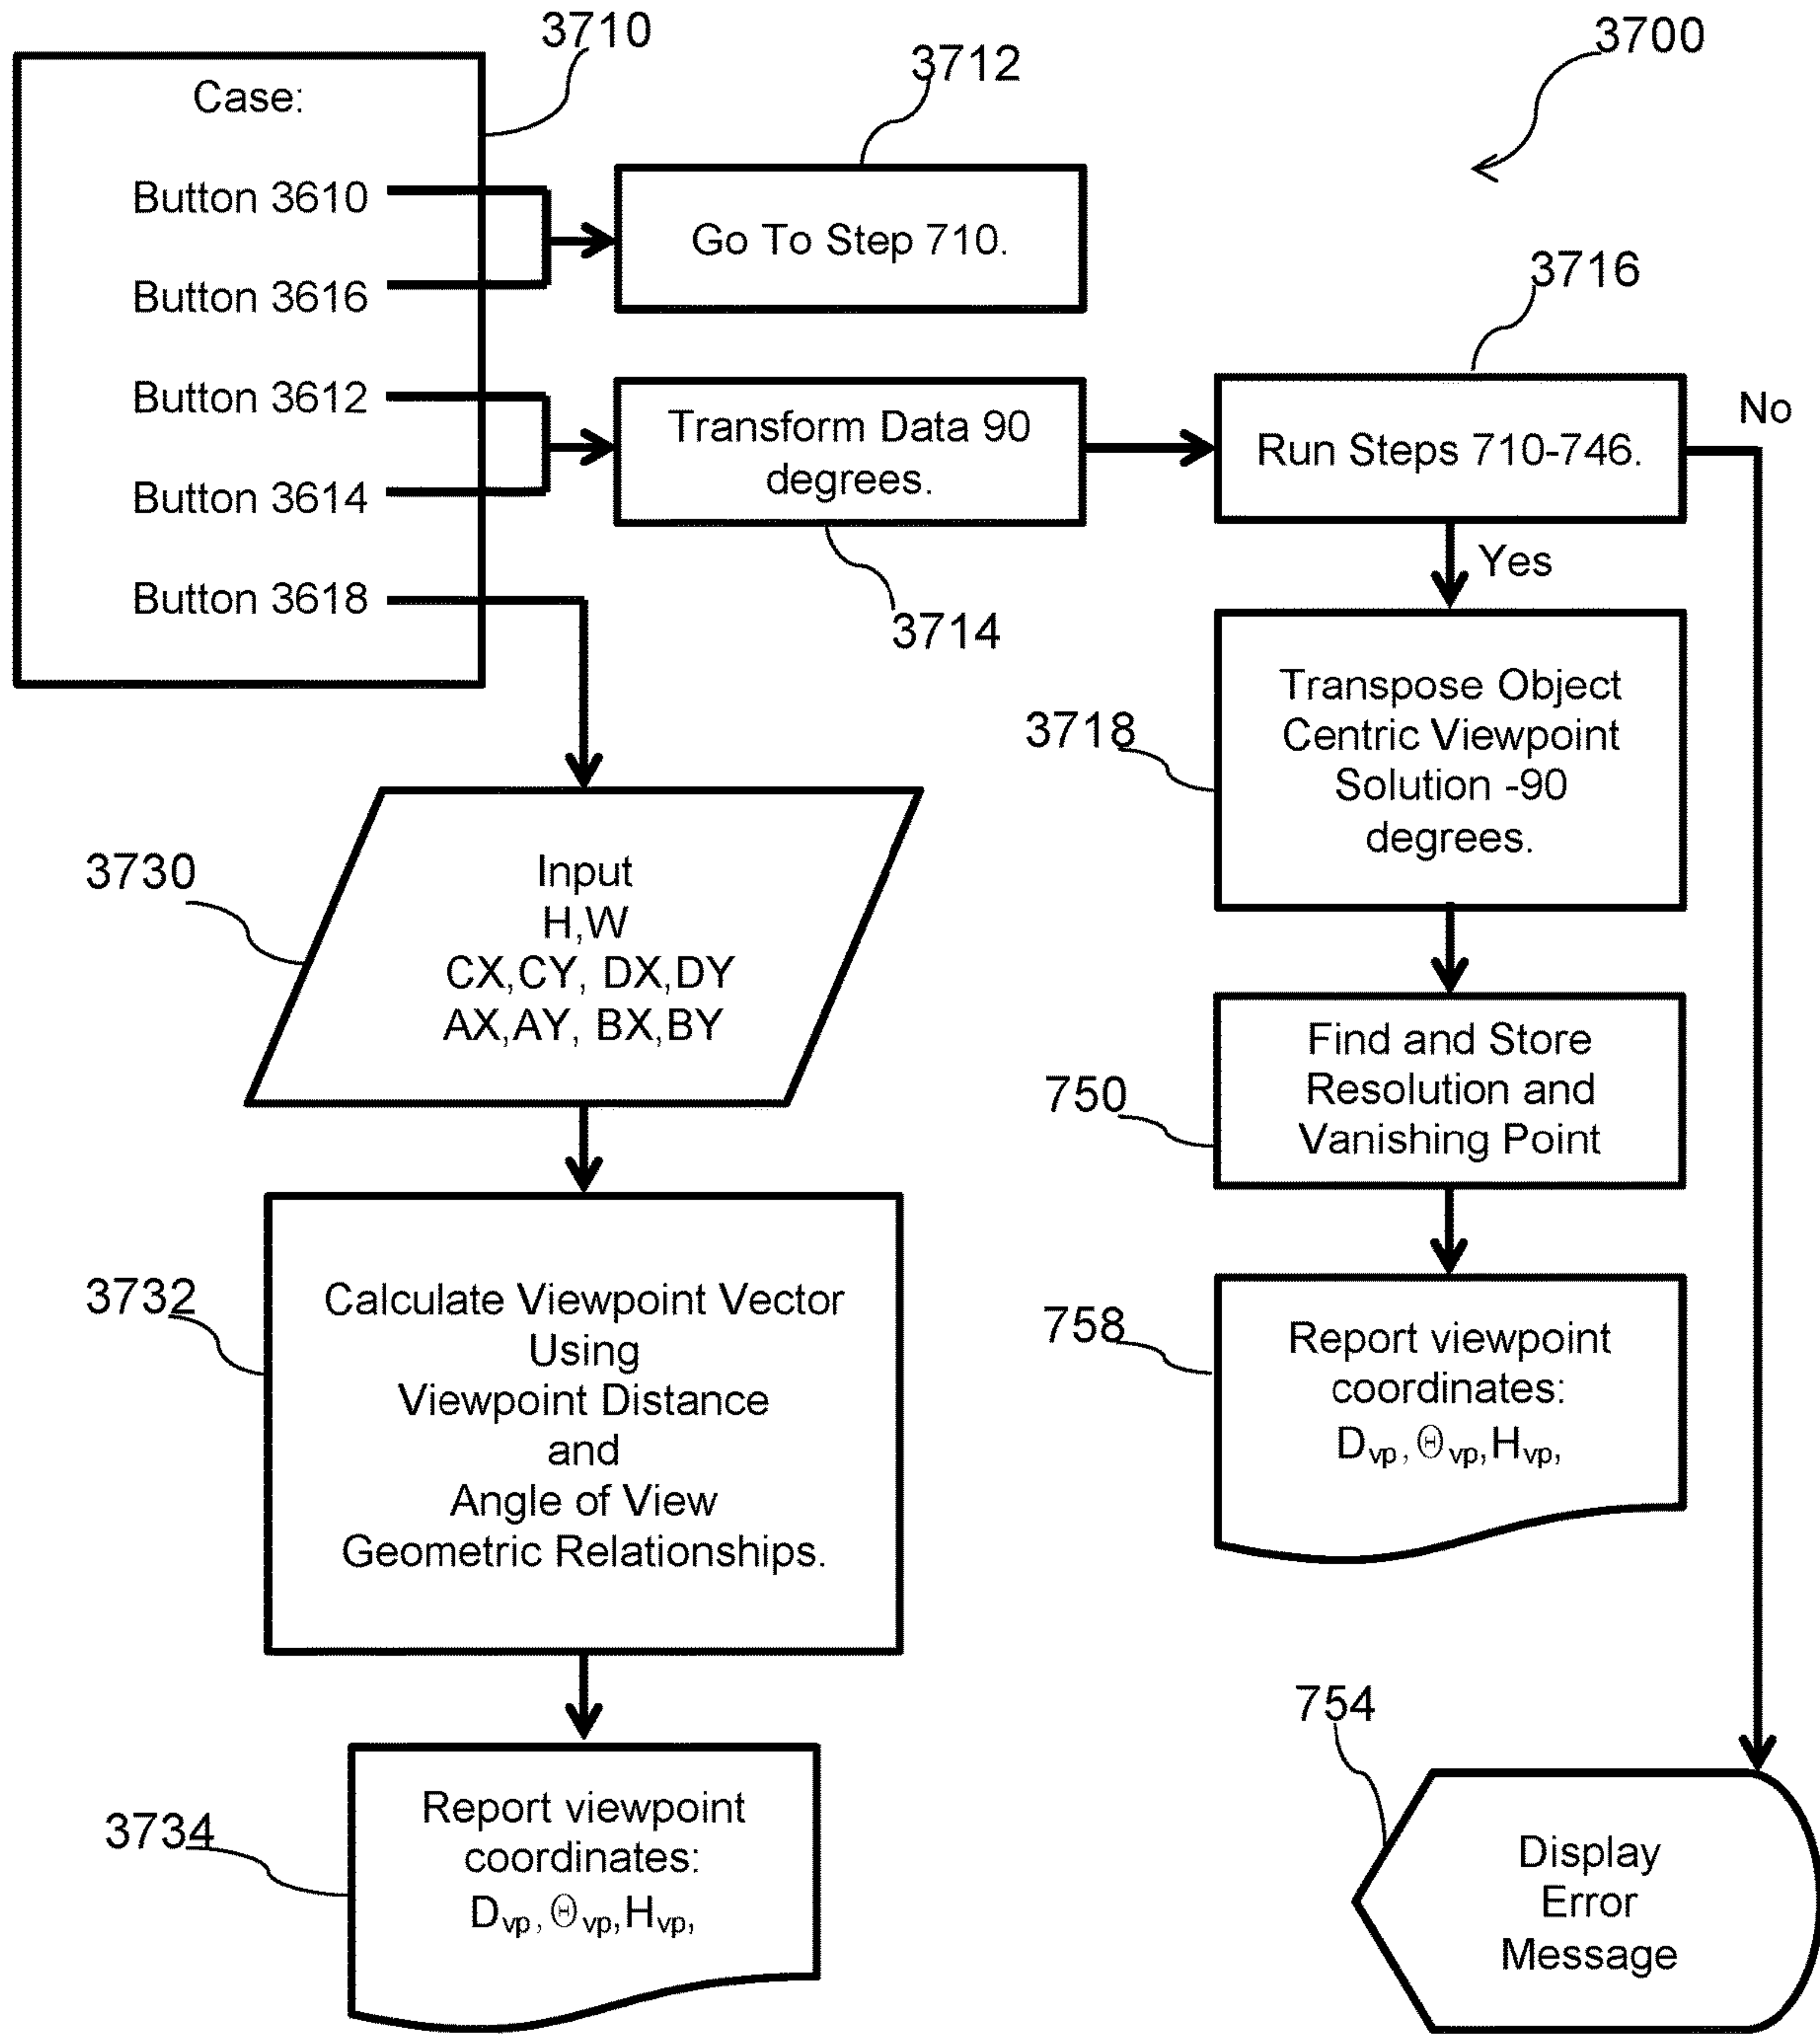 3710
3712
3700
Case:
Button 3610
Button 3616
Button 3612
Button 3614
Button 3618
Go To Step 710.
3716
Transform Data 90
degrees.
3714
Run Steps 710-746.
No
Yes
3718
Transpose Object
Centric Viewpoint
Solution -90
degrees.
3730
Input
H,W
CX,CY, DX,DY
AX,AY, BX,BY
750
Find and Store
Resolution and
Vanishing Point
3732
Calculate Viewpoint Vector
Using
Viewpoint Distance
and
Angle of View
Geometric Relationships.
758
Report viewpoint
coordinates:
Dvp, Θvp,Hvp,
3734
Report viewpoint
coordinates:
Dvp, Θvp,Hvp,
754
Display
Error
Message